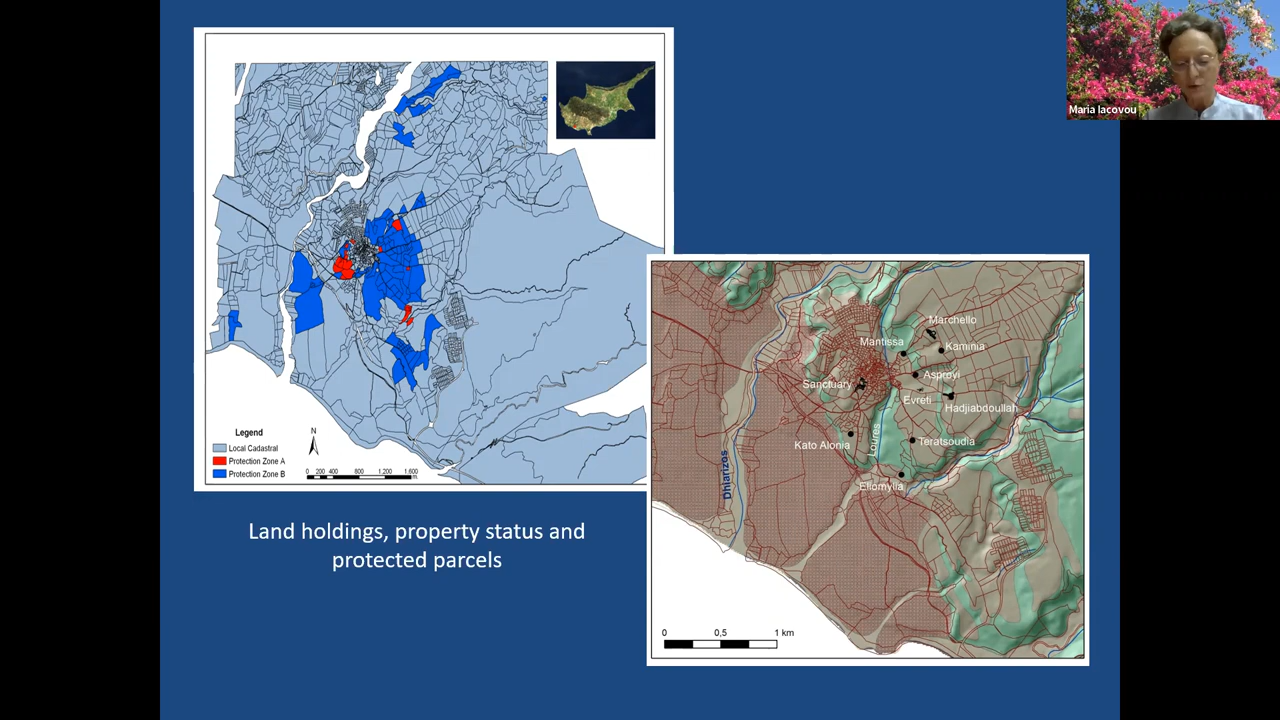 Maria Iacovou
Legend
Local Cadastral
Protection Zone A
Protection Zone B
N
0 200 400 800 1.200 1.600
m
Land holdings, property status and
protected parcels
Marchello
Mantissa
Kaminia
Asproyi
Sanctuary
Evreti
Hadjiabdoullah
Loures
Kato Alonia
Teratsoudia
Dhiarizos
Eliomylia
0 0,5 1 km